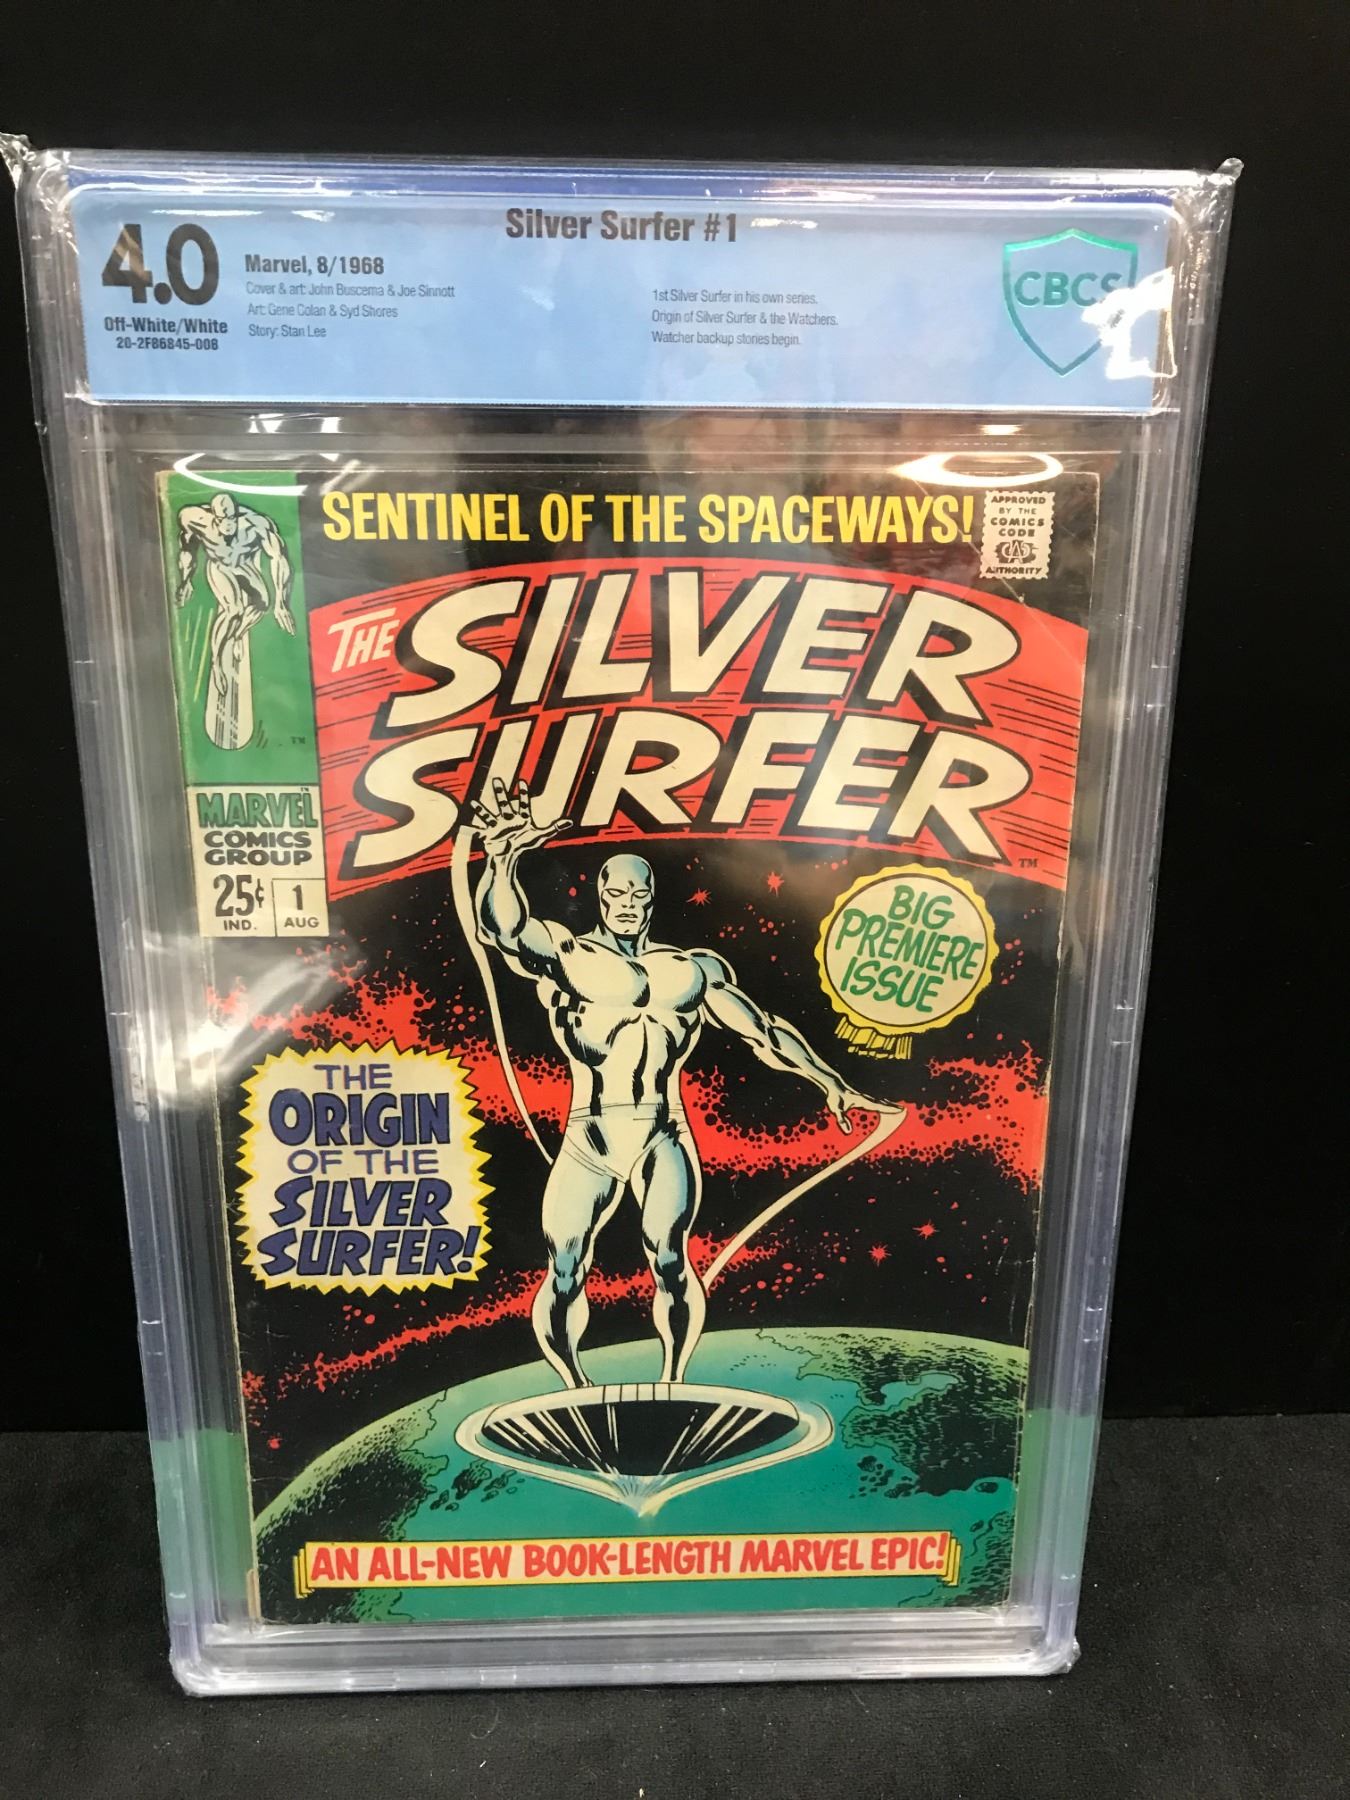 Silver Surfer #1
4.0
Off-White/White
20-2FB6845-008
Marvel, 8/1968
Cover & art: John Buscema & Joe Sinnott
Art: Gene Colan & Syd Shores
Story: Stan Lee
1st Silver Surfer in his own series.
Origin of Silver Surfer & the Watchers.
Watcher backup stories begin.
CBCS
SENTINEL OF THE SPACEWAYS!
APPROVED
BY THE
COMICS
CODE
CA
AUTHORITY
THE SILVER
SURFER
TM
TM
MARVEL
COMICS
GROUP
25¢
IND.
1
AUG
BIG
PREMIERE
ISSUE
THE
ORIGIN
OF THE
SILVER
SURFER!
AN ALL-NEW BOOK-LENGTH MARVEL EPIC!